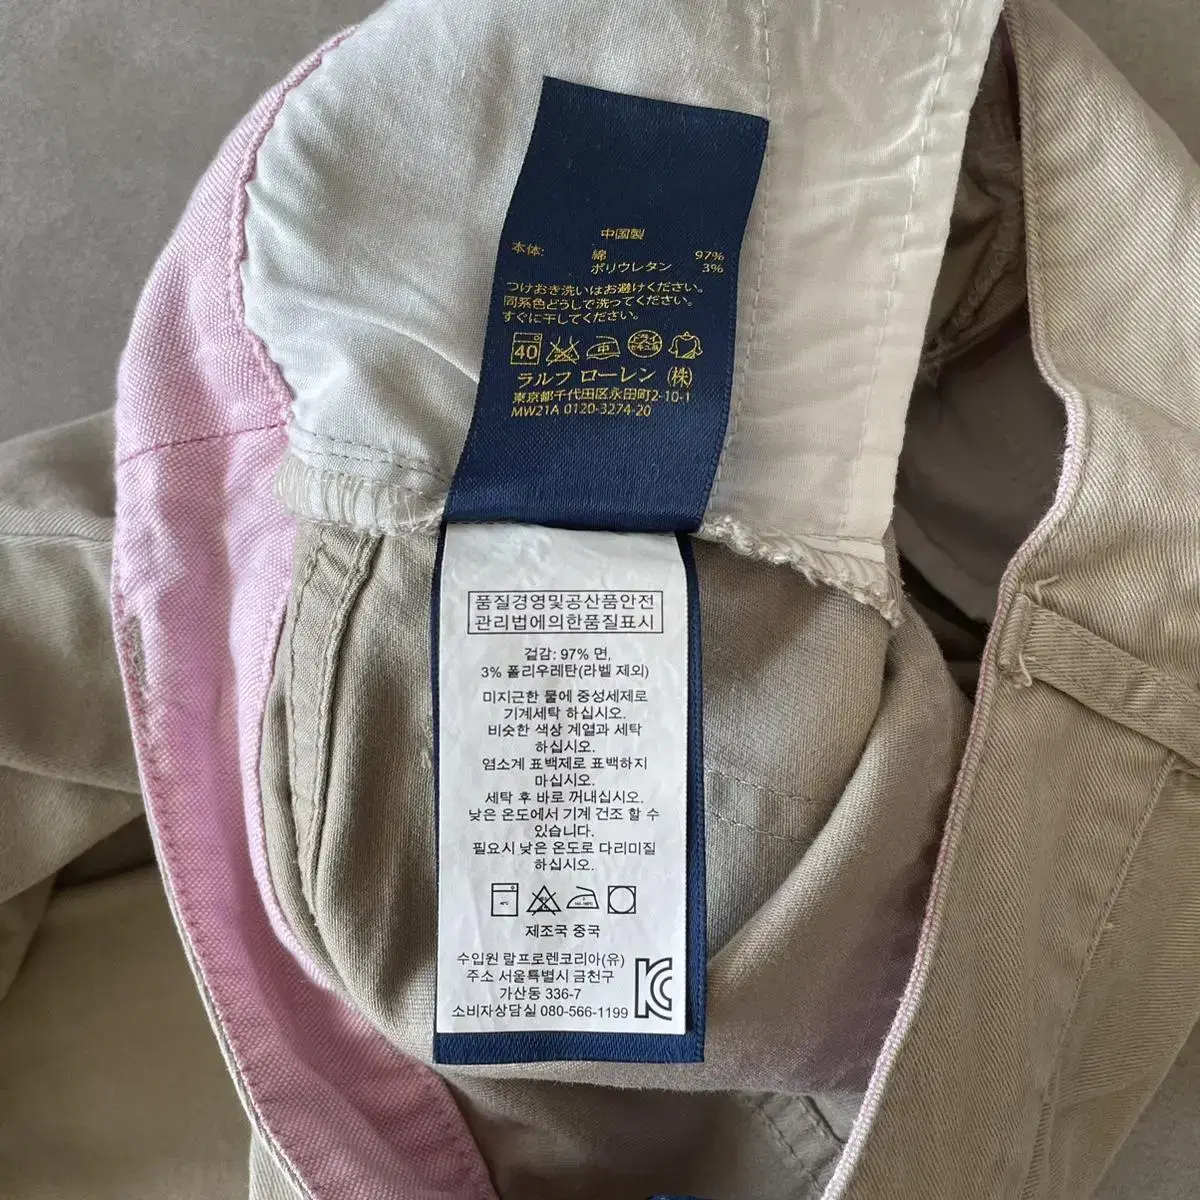 中国製
本体: 綿 97%
ポリウレタン 3%
つけおき洗いはお避けください。
同系色どうしで洗ってください。
すぐに干してください。
40 中 ドライ セキユ系
ラルフ ローレン (株)
東京都千代田区永田町2-10-1
MW21A 0120-3274-20
품질경영및공산품안전
관리법에의한품질표시
겉감: 97% 면,
3% 폴리우레탄(라벨 제외)
미지근한 물에 중성세제로
기계세탁 하십시오.
비슷한 색상 계열과 세탁
하십시오.
염소계 표백제로 표백하지
마십시오.
세탁 후 바로 꺼내십시오.
낮은 온도에서 기계 건조 할 수
있습니다.
필요시 낮은 온도로 다리미질
하십시오.
제조국 중국
수입원 랄프로렌코리아(유)
주소 서울특별시 금천구
가산동 336-7
소비자상담실 080-566-1199